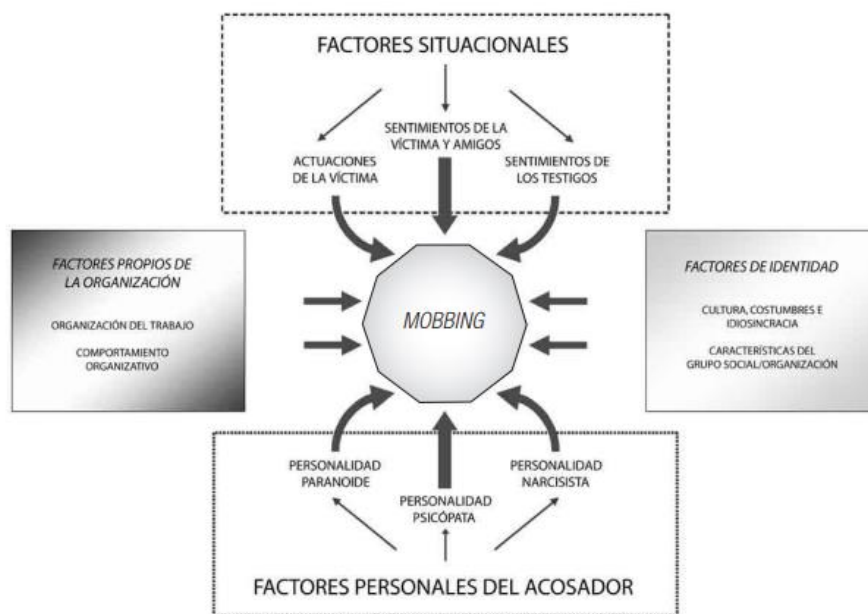 FACTORES SITUACIONALES
SENTIMIENTOS DE LA
VÍCTIMA Y AMIGOS
ACTUACIONES
DE LA VÍCTIMA
SENTIMIENTOS DE
LOS TESTIGOS
FACTORES PROPIOS DE
LA ORGANIZACIÓN
ORGANIZACIÓN DEL TRABAJO
COMPORTAMIENTO
ORGANIZATIVO
MOBBING
FACTORES DE IDENTIDAD
CULTURA, COSTUMBRES E
IDIOSINCRACIA
CARACTERÍSTICAS DEL
GRUPO SOCIAL/ORGANIZACIÓN
PERSONALIDAD
PARANOIDE
PERSONALIDAD
PSICÓPATA
PERSONALIDAD
NARCISISTA
FACTORES PERSONALES DEL ACOSADOR